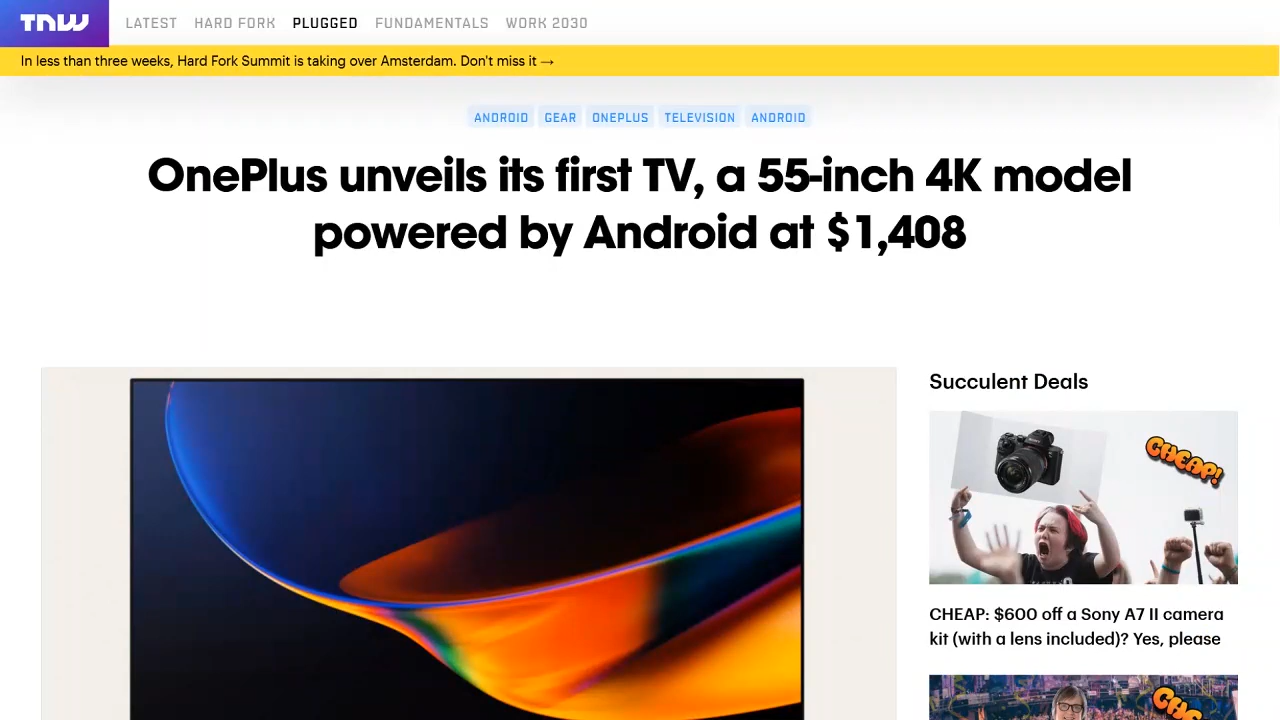 TNW
LATEST HARD FORK PLUGGED FUNDAMENTALS WORK 2030
In less than three weeks, Hard Fork Summit is taking over Amsterdam. Don't miss it →
ANDROID GEAR ONEPLUS TELEVISION ANDROID
OnePlus unveils its first TV, a 55-inch 4K model
powered by Android at $1,408
Succulent Deals
CHEAP!
CHEAP: $600 off a Sony A7 II camera
kit (with a lens included)? Yes, please